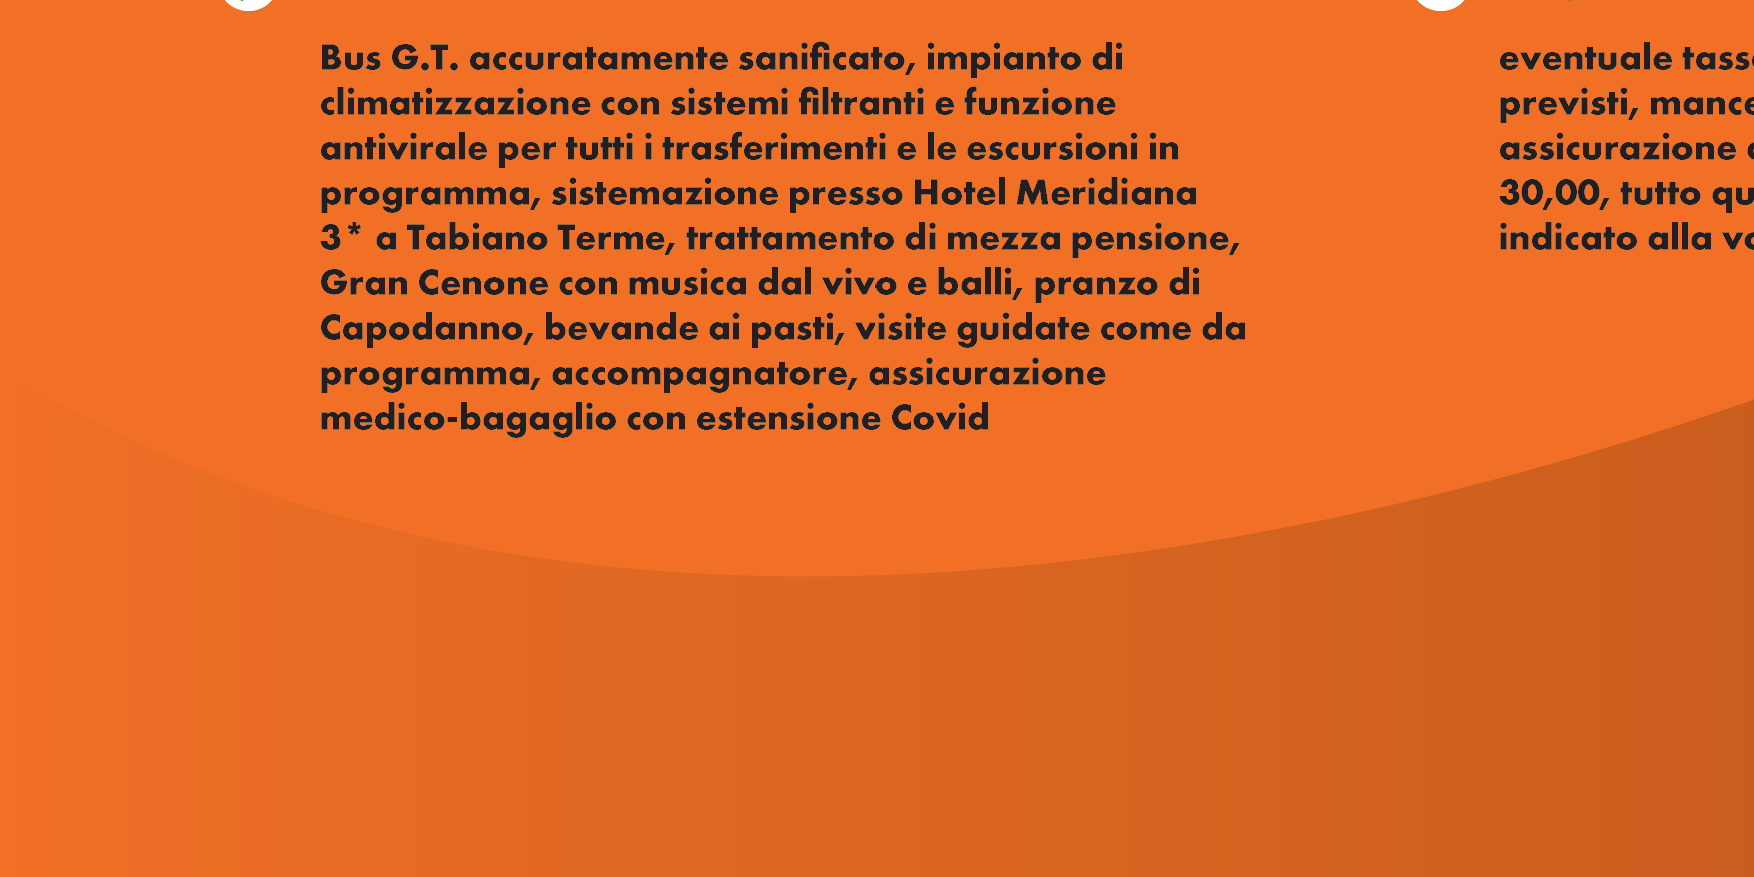 Bus G.T. accuratamente sanificato, impianto di
climatizzazione con sistemi filtranti e funzione
antivirale per tutti i trasferimenti e le escursioni in
programma, sistemazione presso Hotel Meridiana
3* a Tabiano Terme, trattamento di mezza pensione,
Gran Cenone con musica dal vivo e balli, pranzo di
Capodanno, bevande ai pasti, visite guidate come da
programma, accompagnatore, assicurazione
medico-bagaglio con estensione Covid
eventuale
previsti,
assicurazione
30,00, tutto
indicato alla